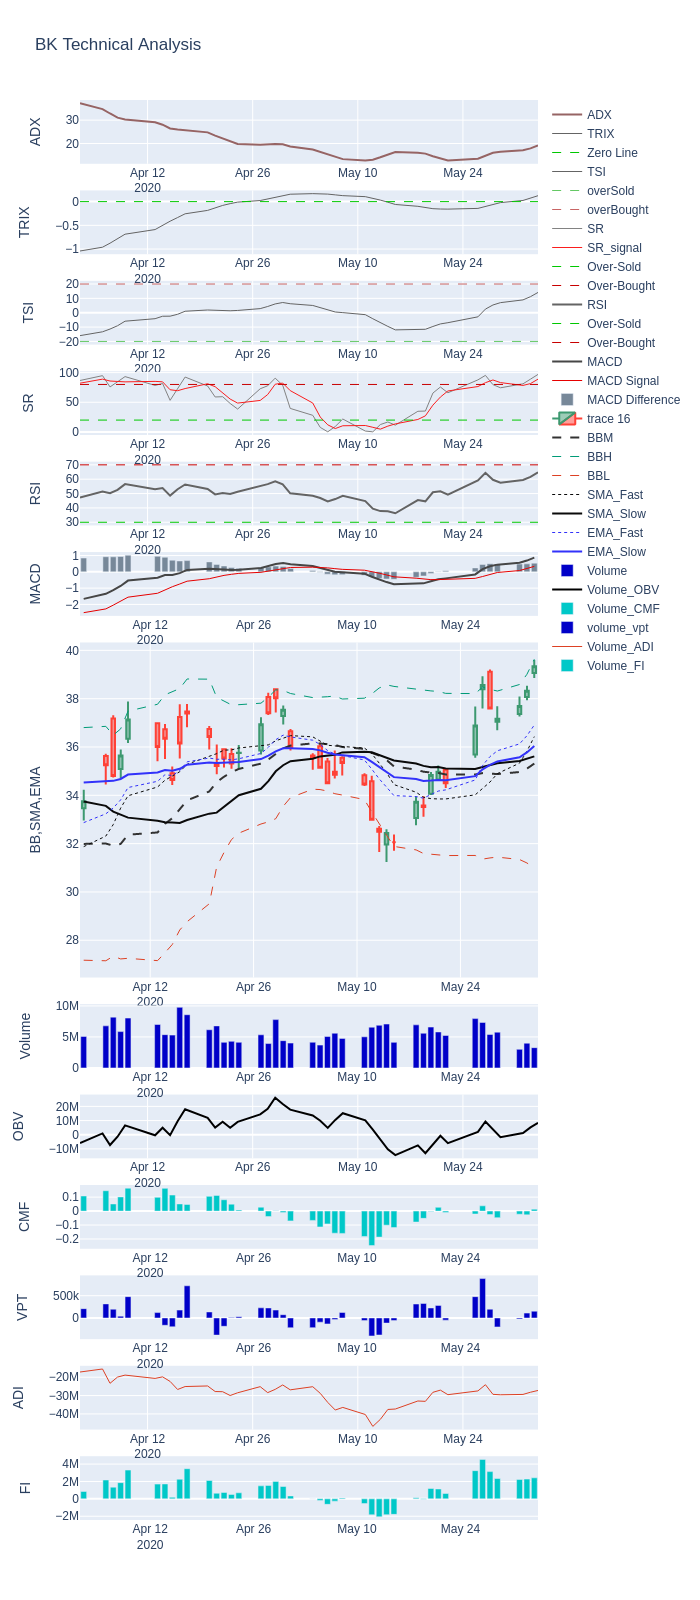 BK Technical Analysis
ADX
30
20
Apr 12
2020
Apr 26
May 10
May 24
TRIX
0
−0.5
−1
Apr 12
2020
Apr 26
May 10
May 24
TSI
20
10
0
−10
−20
Apr 12
2020
Apr 26
May 10
May 24
SR
100
50
0
Apr 12
2020
Apr 26
May 10
May 24
RSI
70
60
50
40
30
Apr 12
2020
Apr 26
May 10
May 24
MACD
1
0
−1
−2
Apr 12
2020
Apr 26
May 10
May 24
BB,SMA,EMA
40
38
36
34
32
30
28
Apr 12
2020
Apr 26
May 10
May 24
Volume
10M
5M
0
Apr 12
2020
Apr 26
May 10
May 24
OBV
20M
10M
0
−10M
Apr 12
2020
Apr 26
May 10
May 24
CMF
0.1
0
−0.1
−0.2
Apr 12
2020
Apr 26
May 10
May 24
VPT
500k
0
Apr 12
2020
Apr 26
May 10
May 24
ADI
−20M
−30M
−40M
Apr 12
2020
Apr 26
May 10
May 24
FI
4M
2M
0
−2M
Apr 12
2020
Apr 26
May 10
May 24
ADX
TRIX
Zero Line
TSI
overSold
overBought
SR
SR_signal
Over-Sold
Over-Bought
RSI
Over-Sold
Over-Bought
MACD
MACD Signal
MACD Difference
trace 16
BBM
BBH
BBL
SMA_Fast
SMA_Slow
EMA_Fast
EMA_Slow
Volume
Volume_OBV
Volume_CMF
volume_vpt
Volume_ADI
Volume_FI